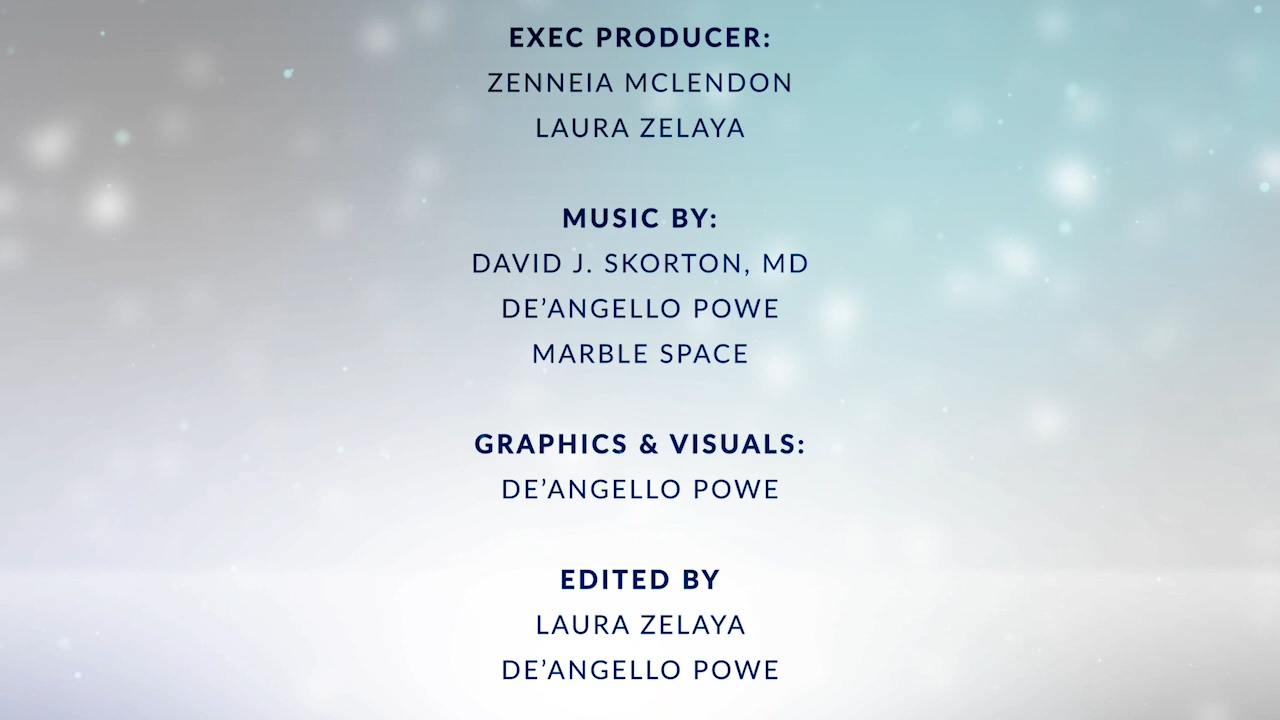 EXEC PRODUCER:
ZENNEIA MCLENDON
LAURA ZELAYA
MUSIC BY:
DAVID J. SKORTON, MD
DE’ANGELLO POWE
MARBLE SPACE
GRAPHICS & VISUALS:
DE’ANGELLO POWE
EDITED BY
LAURA ZELAYA
DE’ANGELLO POWE